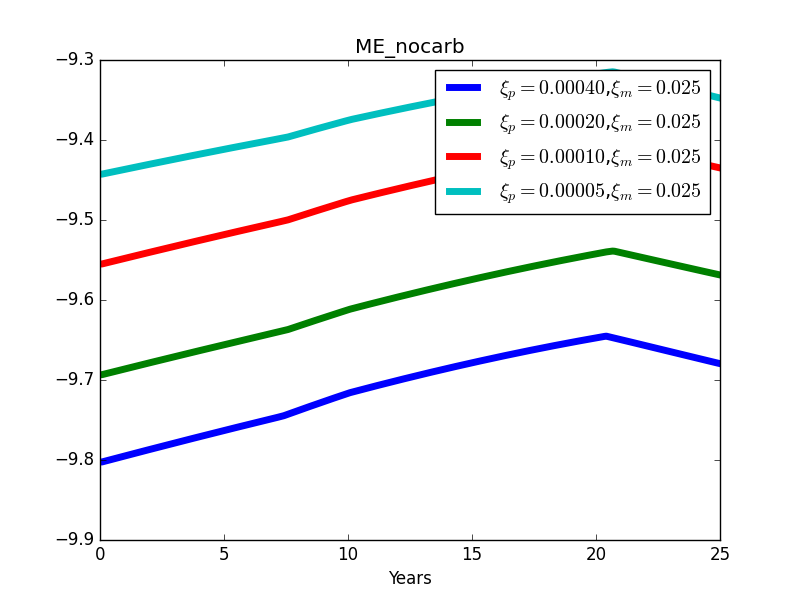 ME_nocarb
−9.3
−9.4
−9.5
−9.6
−9.7
−9.8
−9.9
ξp = 0.00040,ξm = 0.025
ξp = 0.00020,ξm = 0.025
ξp = 0.00010,ξm = 0.025
ξp = 0.00005,ξm = 0.025
0 5 10 15 20 25
Years